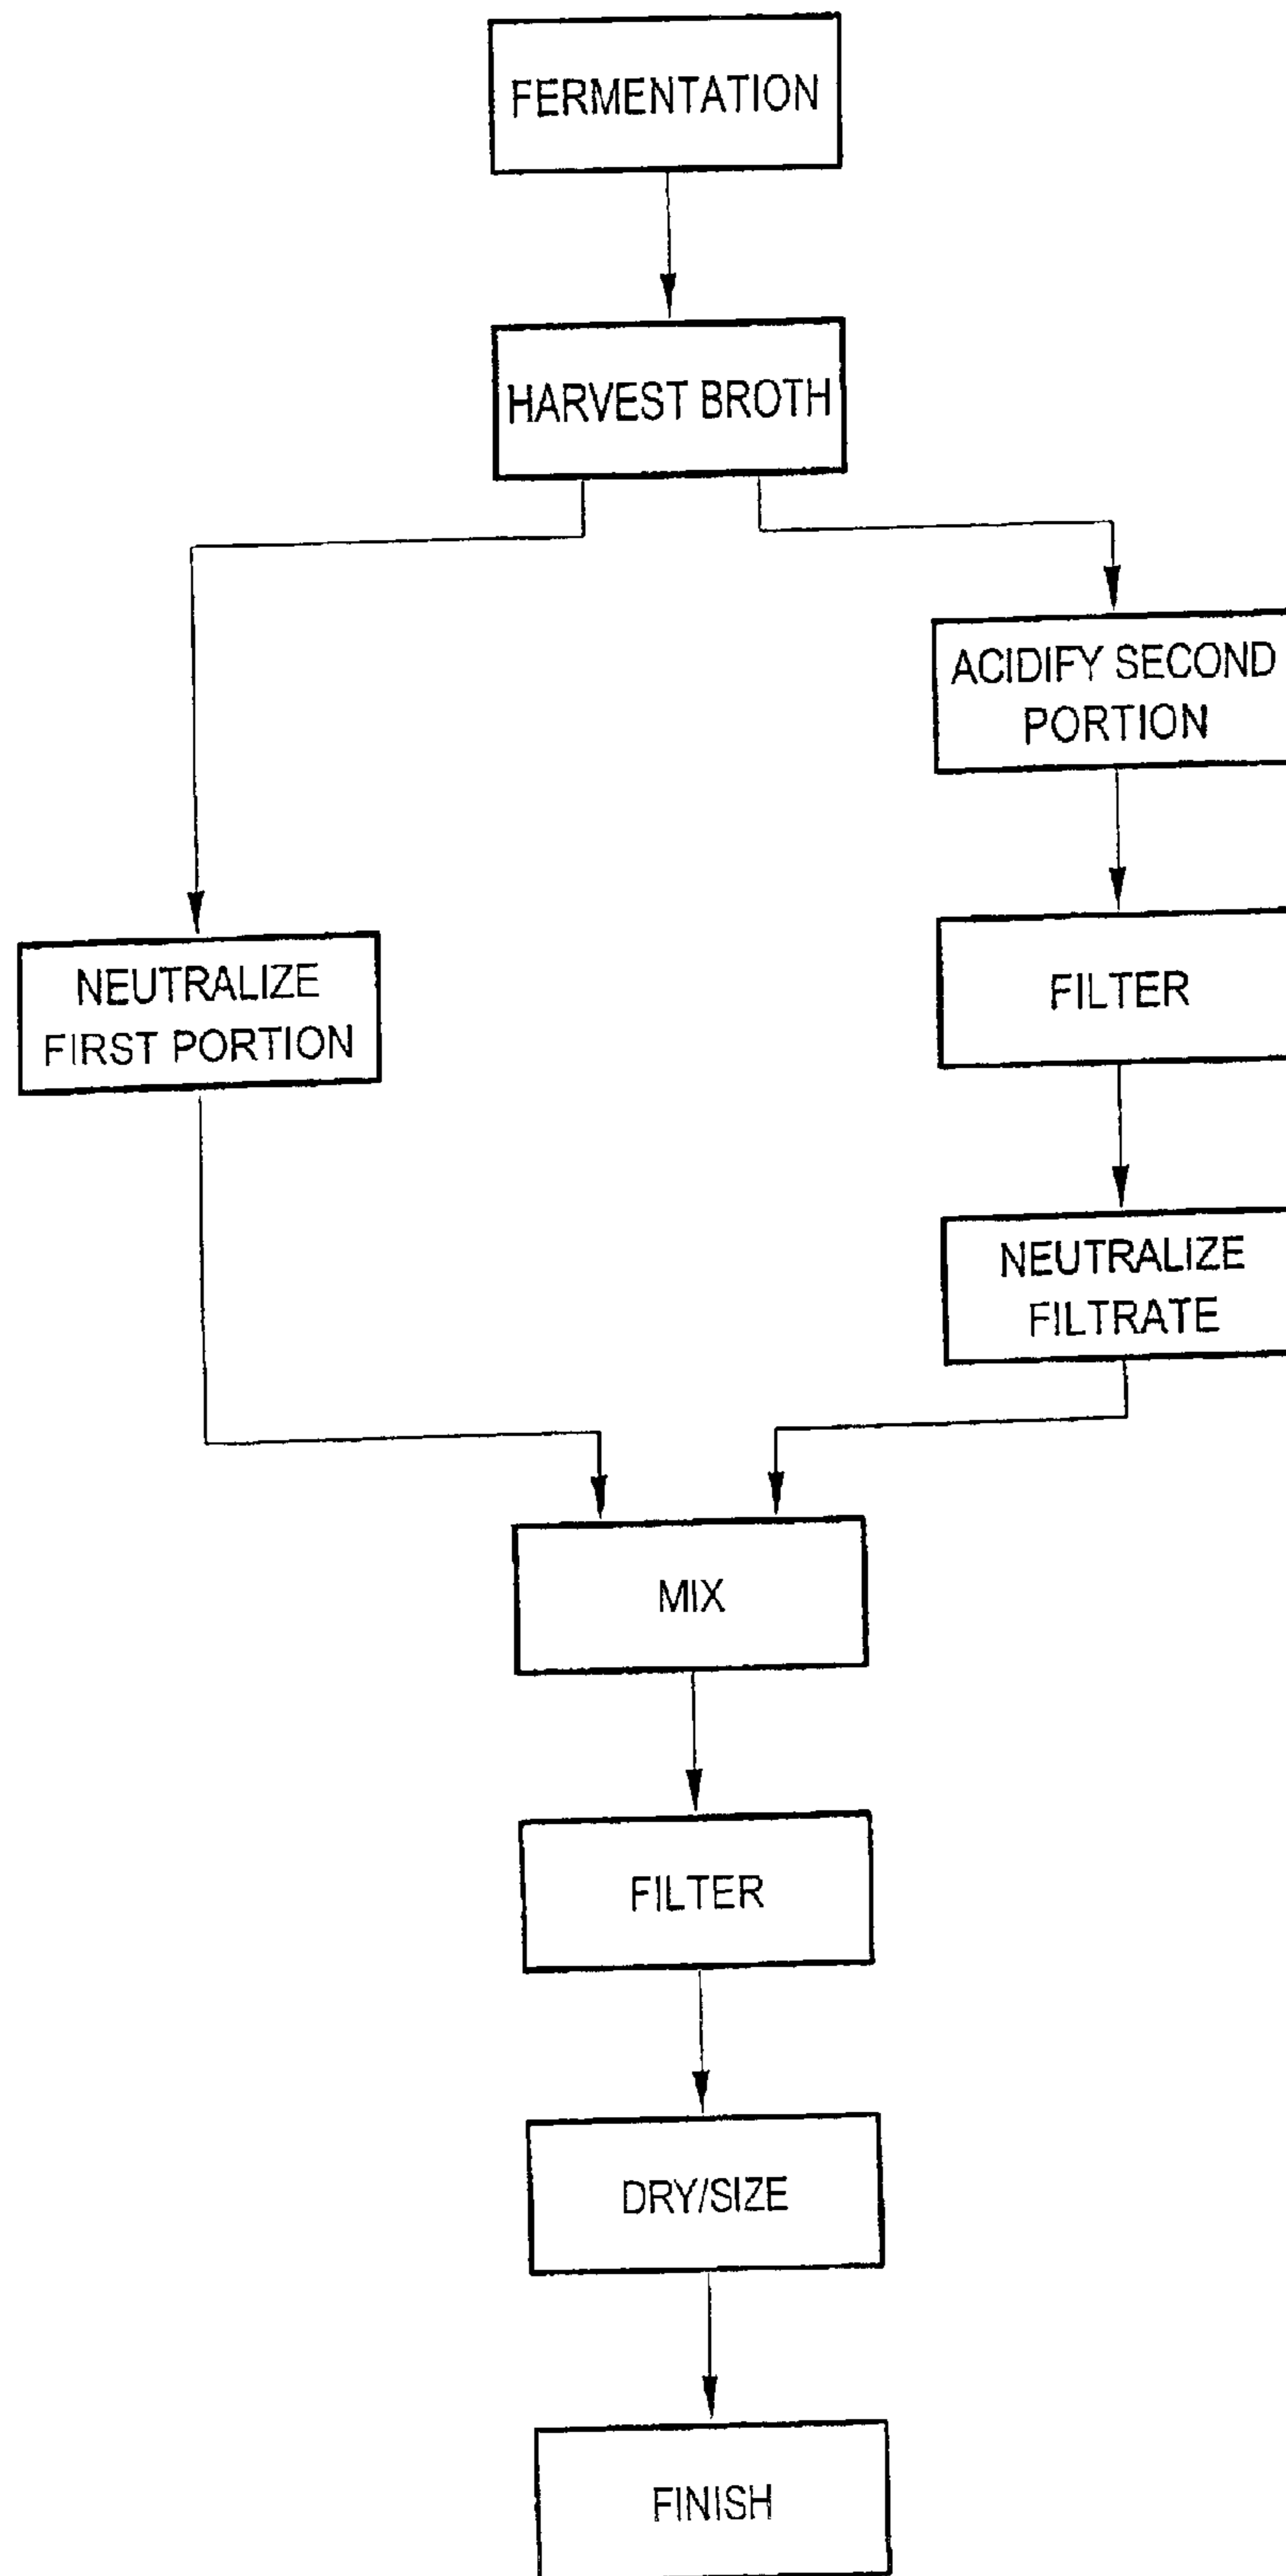 FERMENTATION
HARVEST BROTH
ACIDIFY SECOND
PORTION
NEUTRALIZE
FIRST PORTION
FILTER
NEUTRALIZE
FILTRATE
MIX
FILTER
DRY/SIZE
FINISH